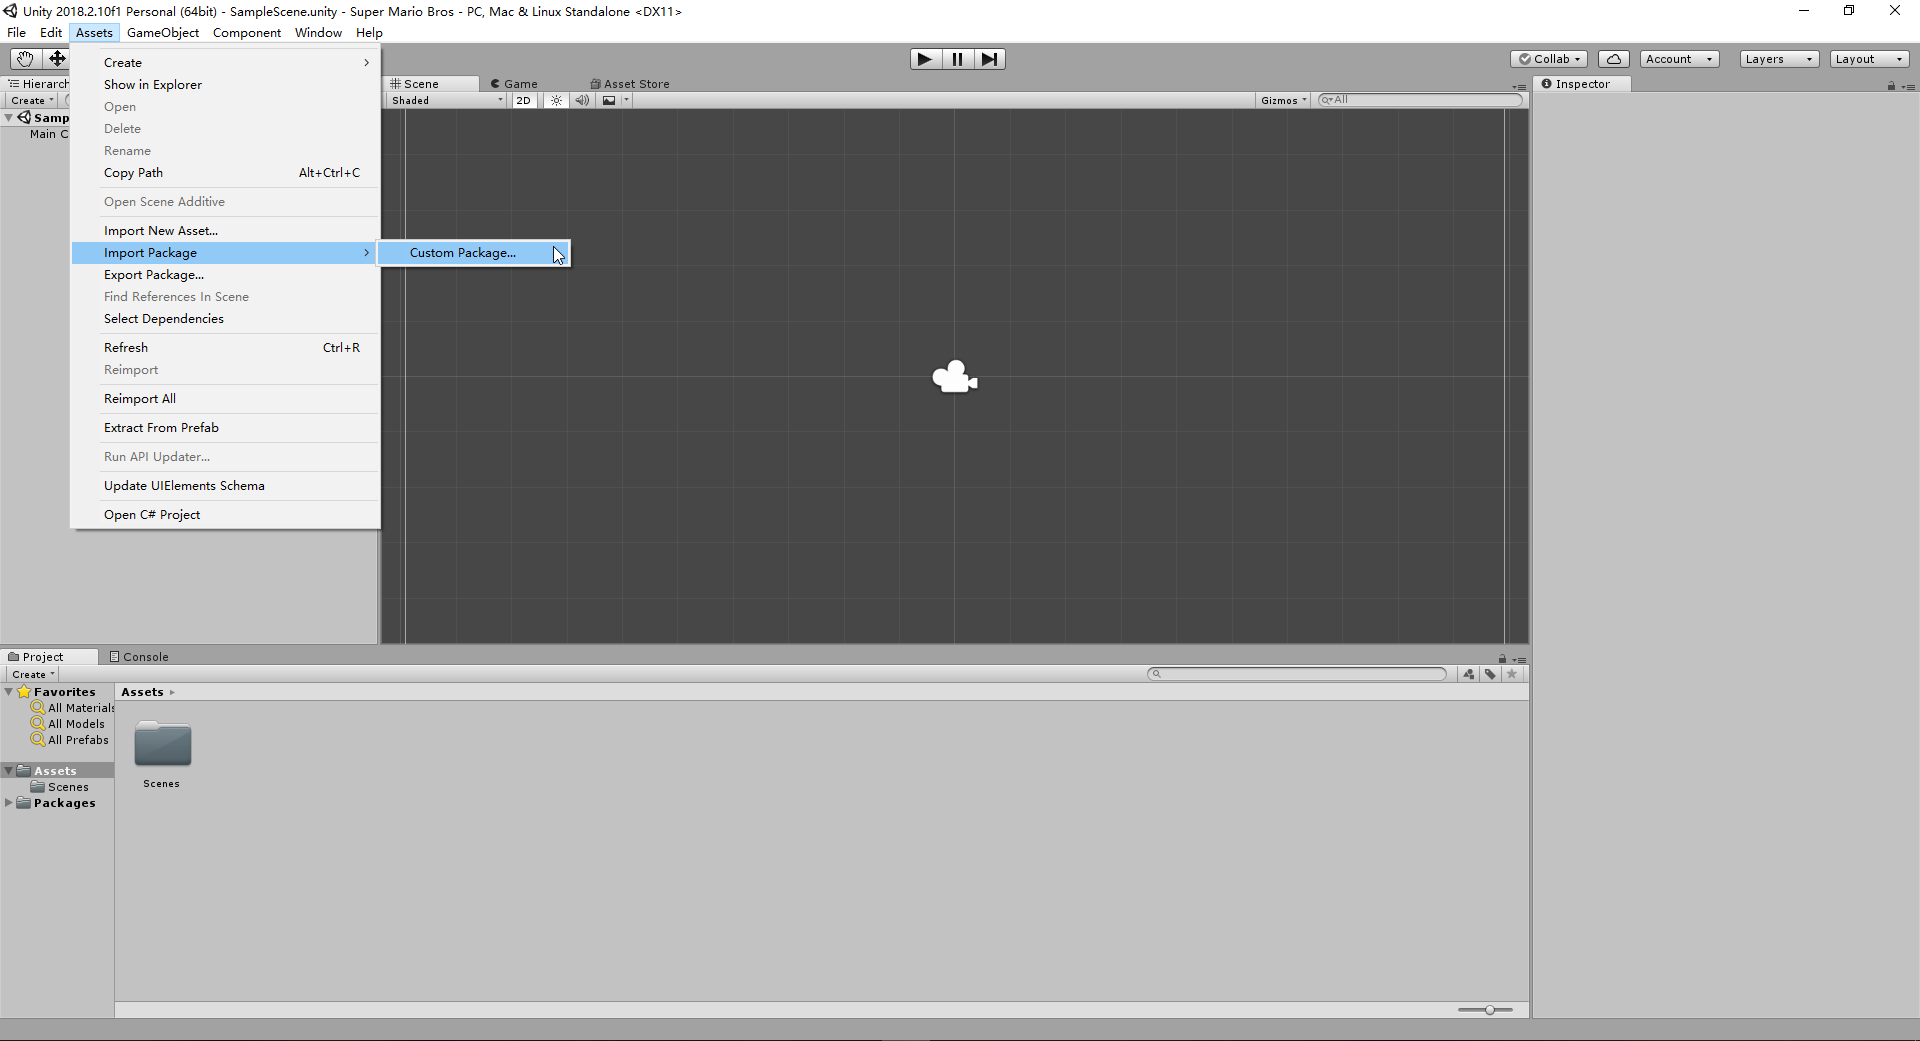 Unity 2018.2.10f1 Personal (64bit) - SampleScene.unity - Super Mario Bros - PC, Mac & Linux Standalone <DX11>
File Edit Assets GameObject Component Window Help
Collab Account Layers Layout
Hierarch
Create
Samp
Main C
Create
Show in Explorer
Open
Delete
Rename
Copy Path Alt+Ctrl+C
Open Scene Additive
Import New Asset...
Import Package
Custom Package...
Export Package...
Find References In Scene
Select Dependencies
Refresh Ctrl+R
Reimport
Reimport All
Extract From Prefab
Run API Updater...
Update UIElements Schema
Open C# Project
Scene Game Asset Store
Shaded 2D Gizmos All
Inspector
Project Console
Create
Favorites
All Materials
All Models
All Prefabs
Assets
Scenes
Packages
Assets
Scenes